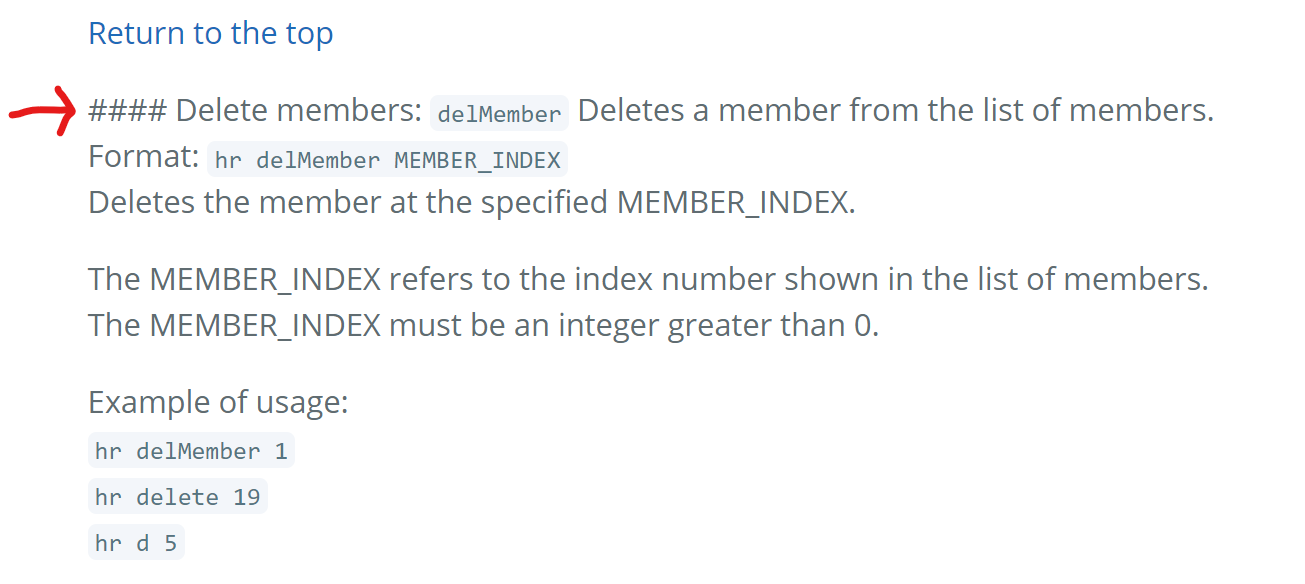 Return to the top
#### Delete members: delMember Deletes a member from the list of members.
Format: hr delMember MEMBER_INDEX
Deletes the member at the specified MEMBER_INDEX.
The MEMBER_INDEX refers to the index number shown in the list of members.
The MEMBER_INDEX must be an integer greater than 0.
Example of usage:
hr delMember 1
hr delete 19
hr d 5